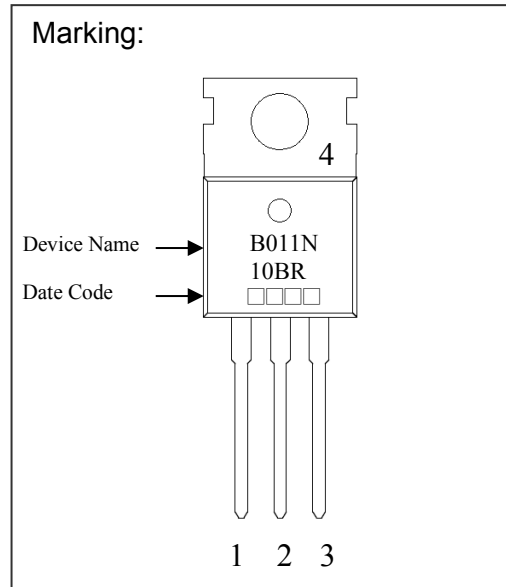 Marking:
4
Device Name
B011N
10BR
Date Code
□□□□
1 2 3